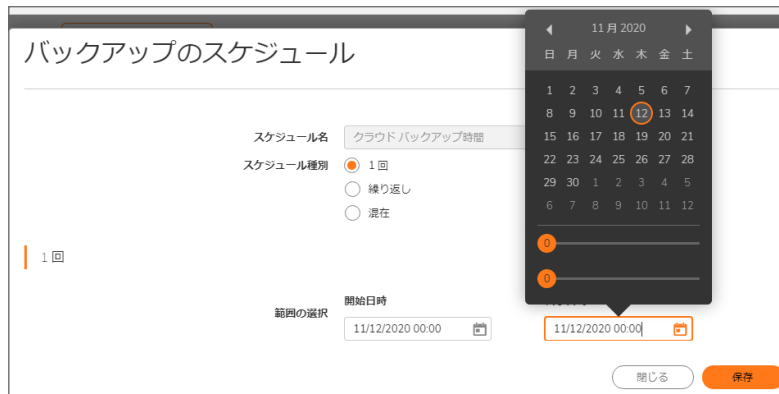 バックアップのスケジュール
スケジュール名 クラウド バックアップ時間
スケジュール種別 1 回
繰り返し
混在
1 回
範囲の選択
開始日時
11/12/2020 00:00
11/12/2020 00:00
閉じる 保存
11 月 2020
日 月 火 水 木 金 土
1 2 3 4 5 6 7
8 9 10 11 12 13 14
15 16 17 18 19 20 21
22 23 24 25 26 27 28
29 30 1 2 3 4 5
6 7 8 9 10 11 12
0
0